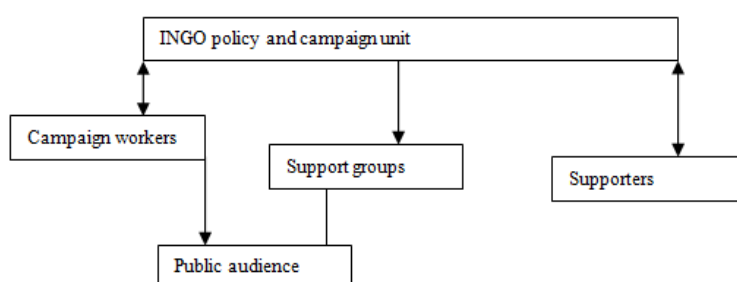 INGO policy and campaign unit
Campaign workers
Support groups
Supporters
Public audience